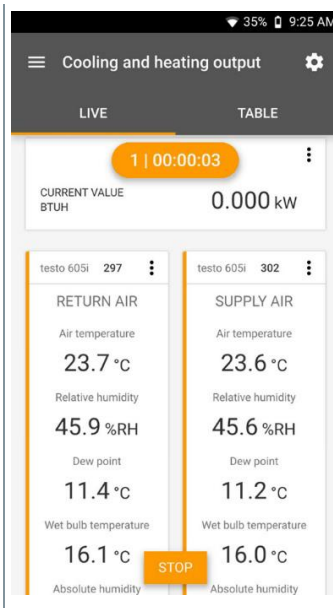 35% 9:25 AM
Cooling and heating output
LIVE TABLE
1 | 00:00:03
CURRENT VALUE
BTUH 0.000 kW
testo 605i 297 testo 605i 302
RETURN AIR SUPPLY AIR
Air temperature Air temperature
23.7 °C 23.6 °C
Relative humidity Relative humidity
45.9 %RH 45.6 %RH
Dew point Dew point
11.4 °C 11.2 °C
Wet bulb temperature Wet bulb temperature
16.1 °C 16.0 °C
STOP
Absolute humidity Absolute humidity